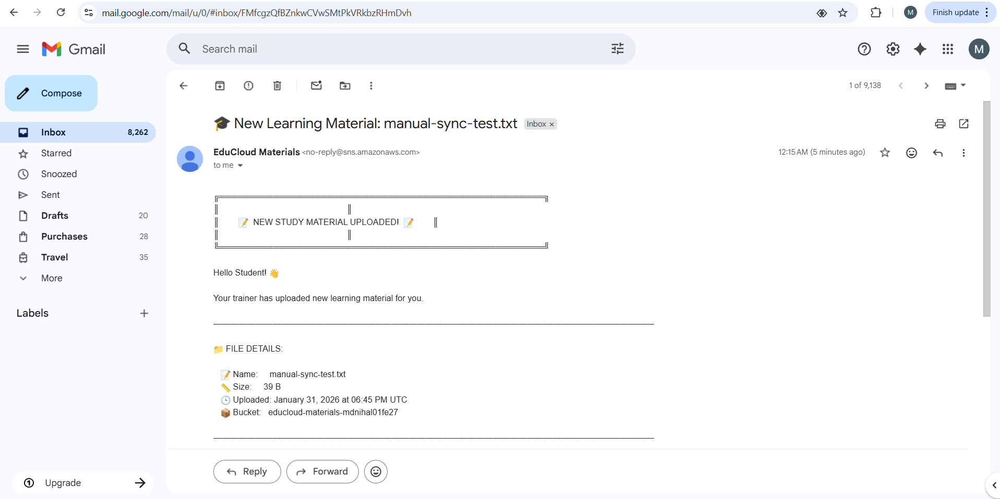 mail.google.com/mail/u/0/#inbox/FMfcgzQfBZnkwCVwSMtPkVRkbzRHmDvh
M
Finish update
Gmail
Search mail
M
Compose
1 of 9,138
Inbox 8,262
Starred
Snoozed
Sent
Drafts 20
Purchases 28
Travel 35
More
Labels
Upgrade
🎓 New Learning Material: manual-sync-test.txt Inbox ×
EduCloud Materials <no-reply@sns.amazonaws.com> 12:15 AM (5 minutes ago)
to me
📝 NEW STUDY MATERIAL UPLOADED! 📝
Hello Student! 👋
Your trainer has uploaded new learning material for you.
📁 FILE DETAILS:
📝 Name: manual-sync-test.txt
📏 Size: 39 B
🕒 Uploaded: January 31, 2026 at 06:45 PM UTC
📦 Bucket: educloud-materials-mdnihal01fe27
Reply
Forward